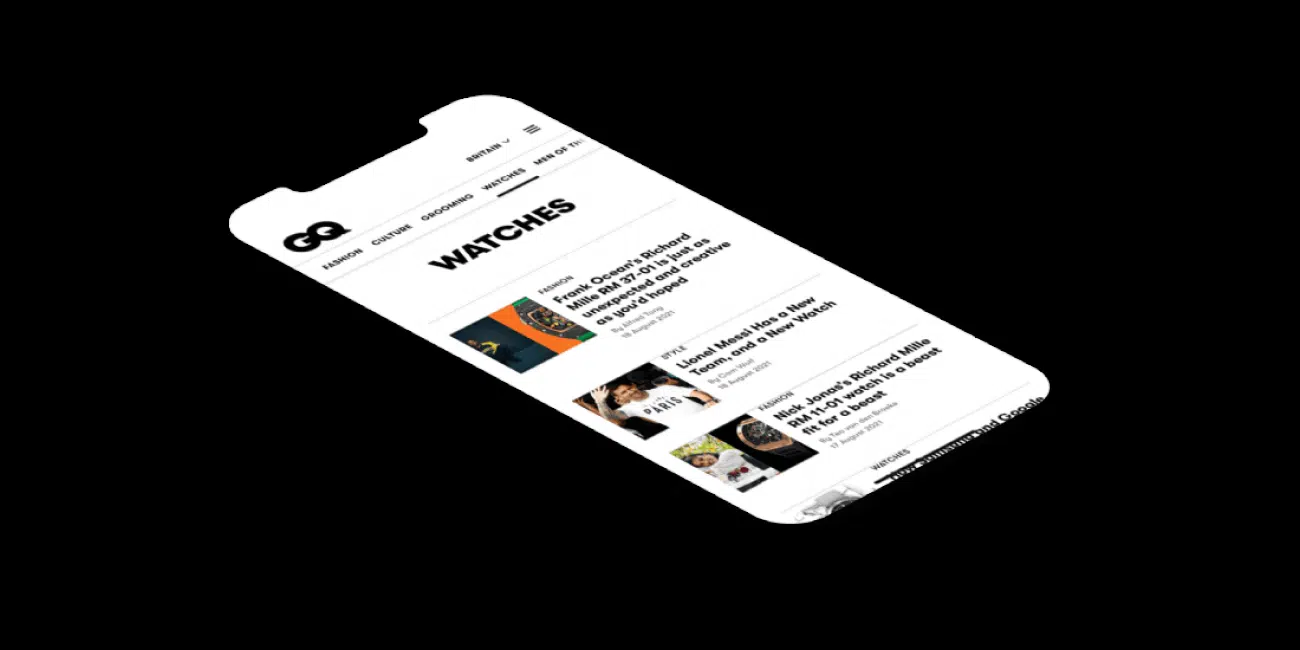 BRITAIN
GQ
FASHION CULTURE GROOMING WATCHES MEN OF TH
WATCHES
FASHION
Frank Ocean's Richard
Mille RM 37-01 is just as
unexpected and creative
as you'd hoped
By Alfred Tong
18 August 2021
STYLE
Lionel Messi Has a New
Team, and a New Watch
By Cam Wolf
18 August 2021
PARIS
FASHION
Nick Jonas's Richard Mille
RM 11-01 watch is a beast
fit for a beast
By Teo van den Broeke
17 August 2021
WATCHES
How Samsung and Google